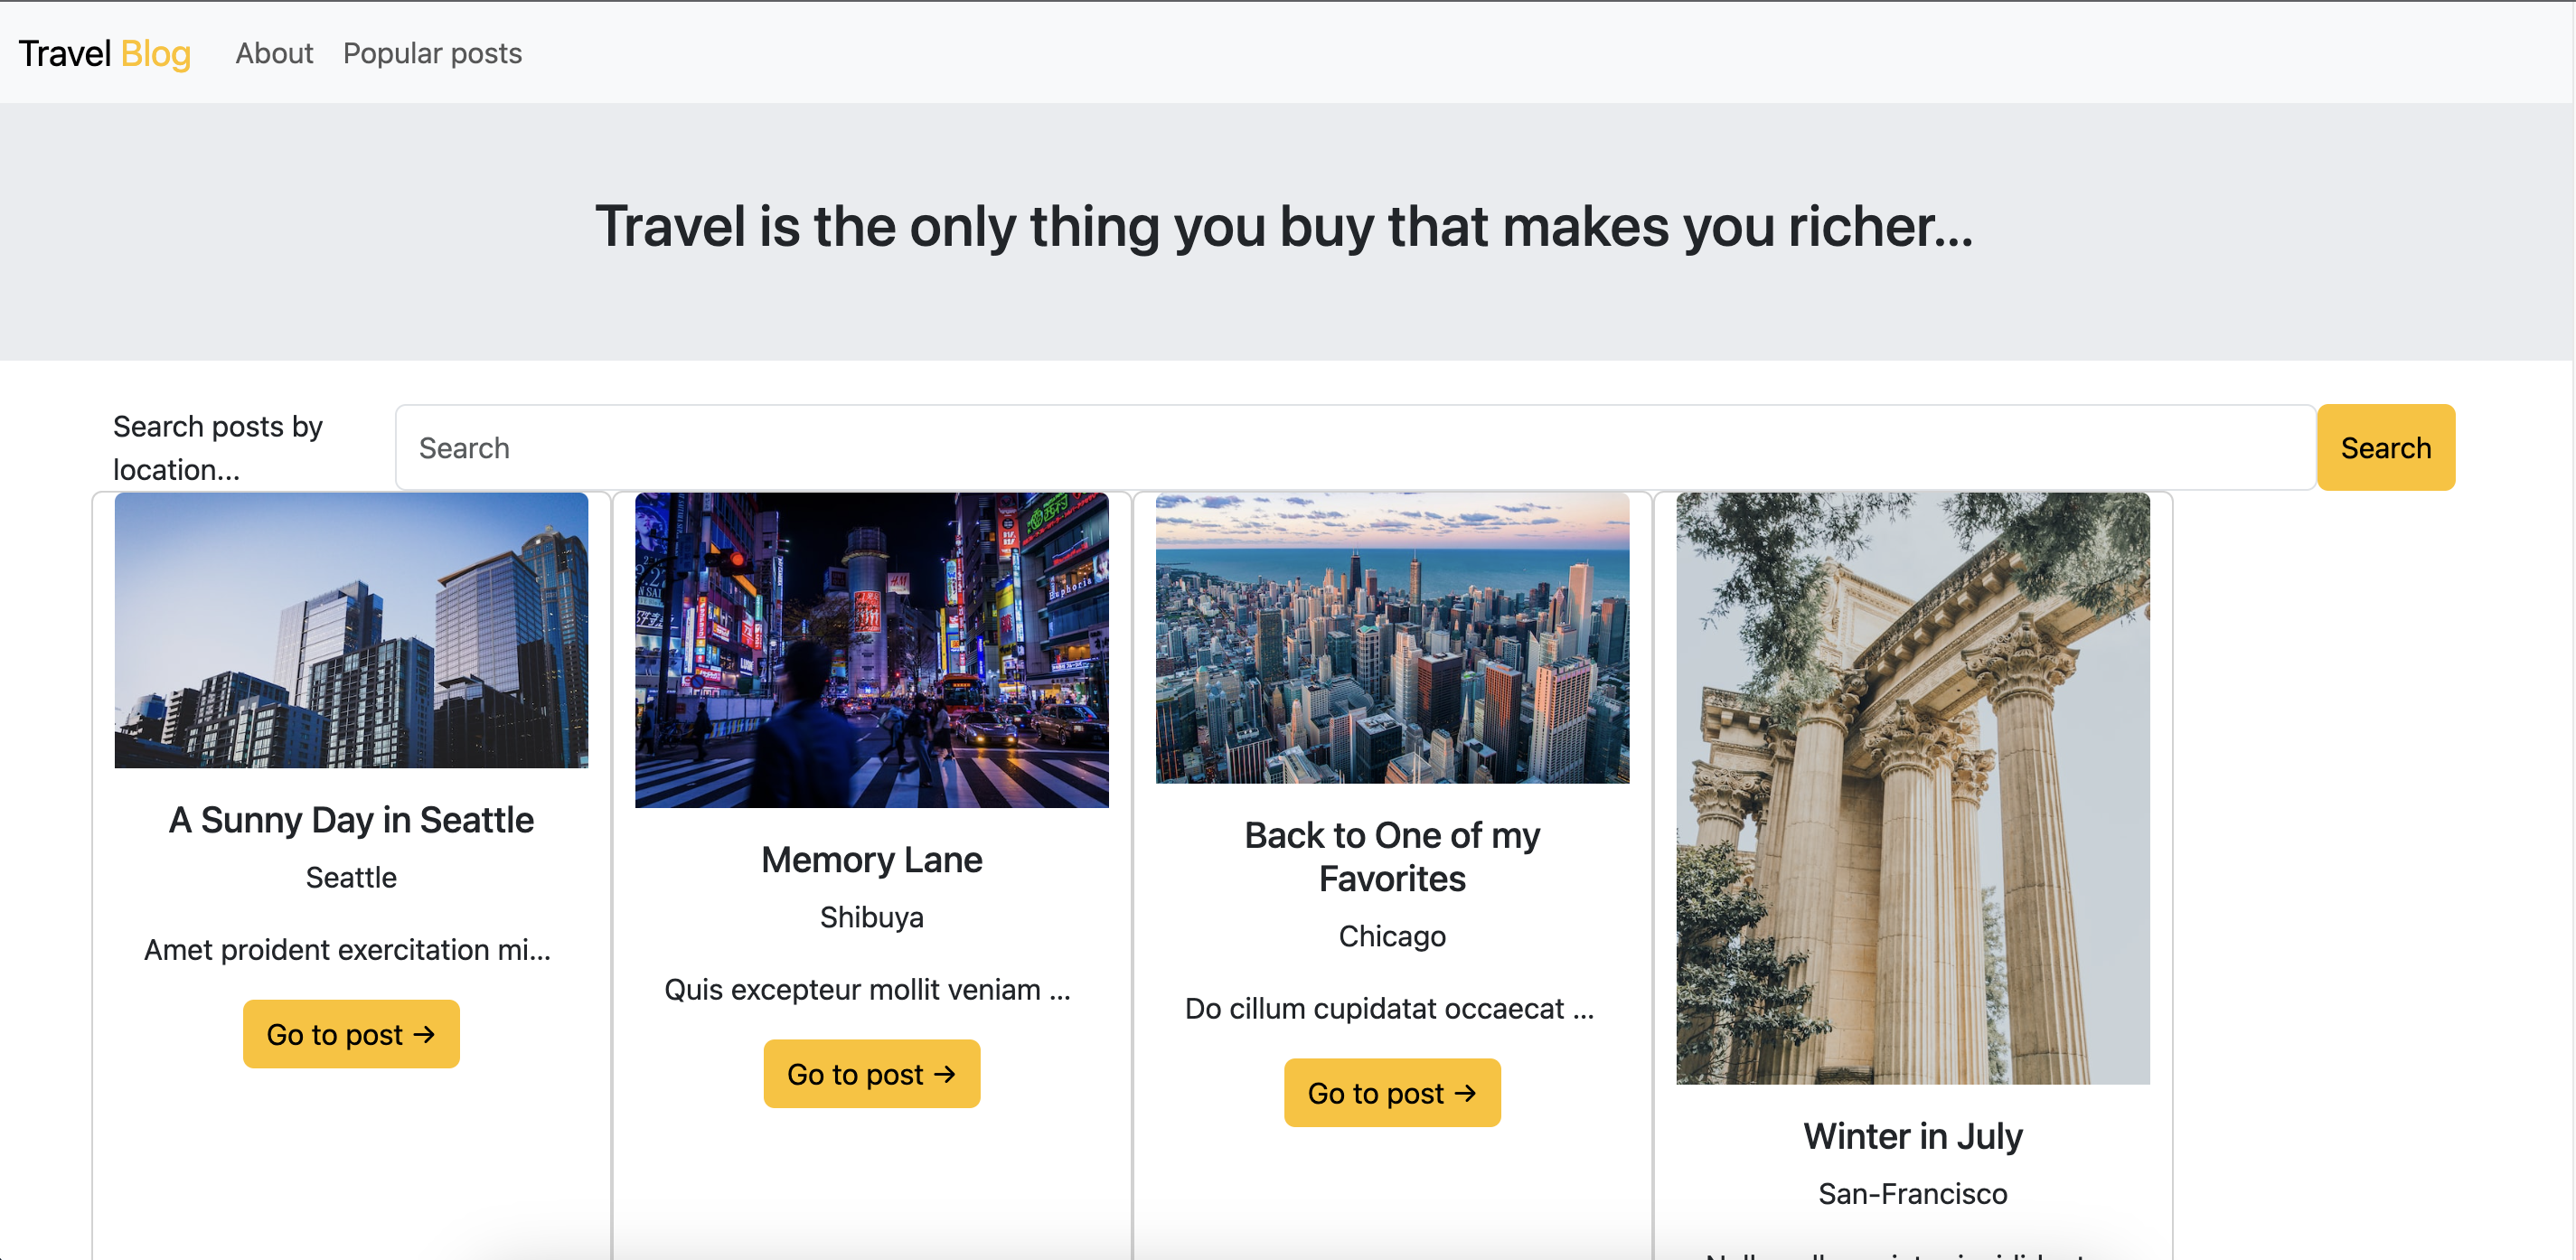 Travel Blog About Popular posts
Travel is the only thing you buy that makes you richer...
Search posts by
location...
Search
Search
A Sunny Day in Seattle
Seattle
Amet proident exercitation mi...
Go to post →
H&M
Memory Lane
Shibuya
Quis excepteur mollit veniam ...
Go to post →
Back to One of my
Favorites
Chicago
Do cillum cupidatat occaecat ...
Go to post →
Winter in July
San-Francisco